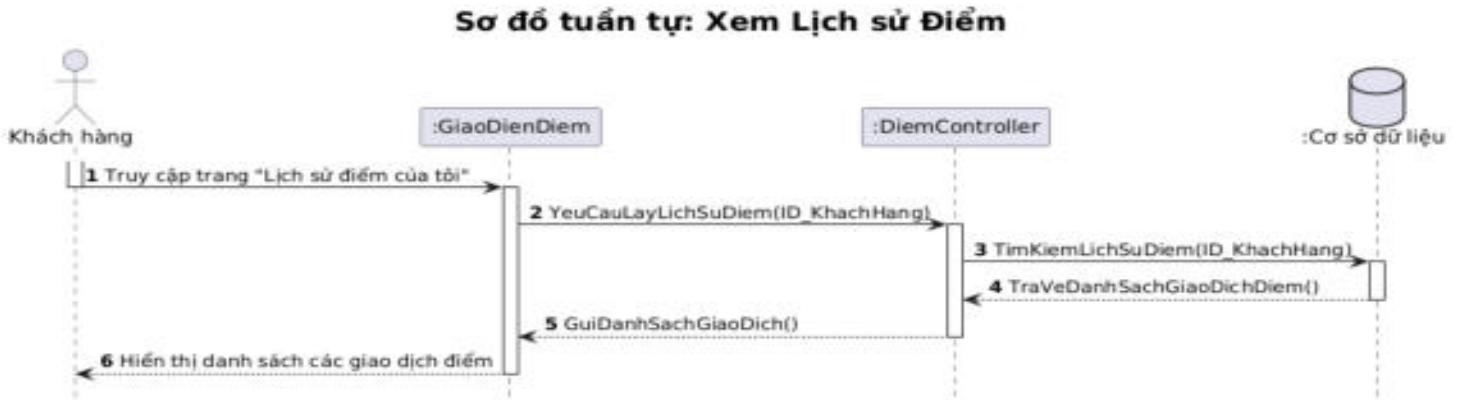 Sơ đồ tuần tự: Xem Lịch sử Điểm
Khách hàng
:GiaoDienDiem
:DiemController
:Cơ sở dữ liệu
1 Truy cập trang "Lịch sử điểm của tôi"
2 YeuCauLayLichSuDiem(ID_KhachHang)
3 TimKiemLichSuDiem(ID_KhachHang)
4 TraVeDanhSachGiaoDichDiem()
5 GuiDanhSachGiaoDich()
6 Hiển thị danh sách các giao dịch điểm